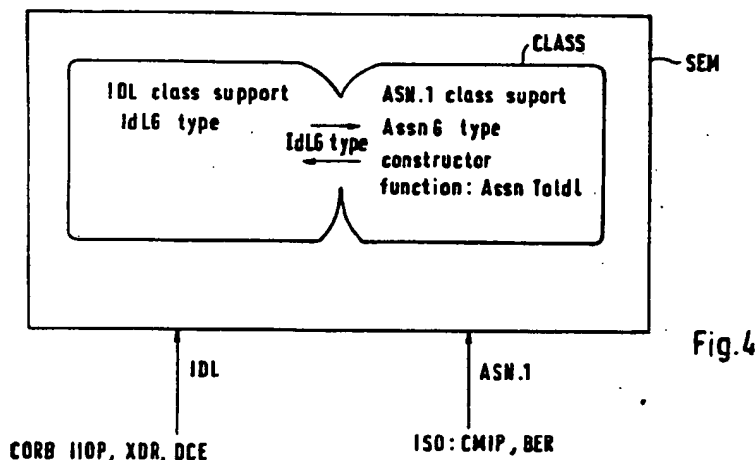 CLASS
SEM
IDL class support
IdLG type
IdLG type
ASN.1 class suport
AssnG type
constructor
function: Assn ToIdl
Fig.4
IDL
ASN.1
CORB IIOP, XDR, DCE
ISO: CMIP, BER